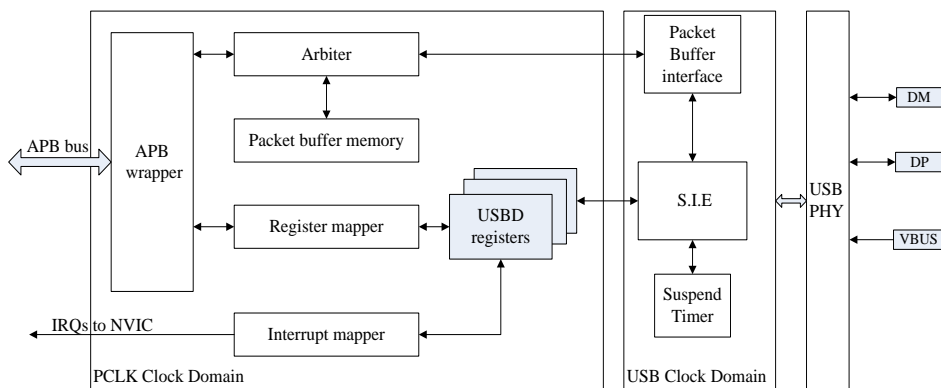 Arbiter
Packet
Buffer
interface
DM
Packet buffer memory
APB bus
APB
wrapper
DP
USB
PHY
S.I.E
Register mapper
USBD
registers
VBUS
Suspend
Timer
IRQs to NVIC
Interrupt mapper
PCLK Clock Domain
USB Clock Domain